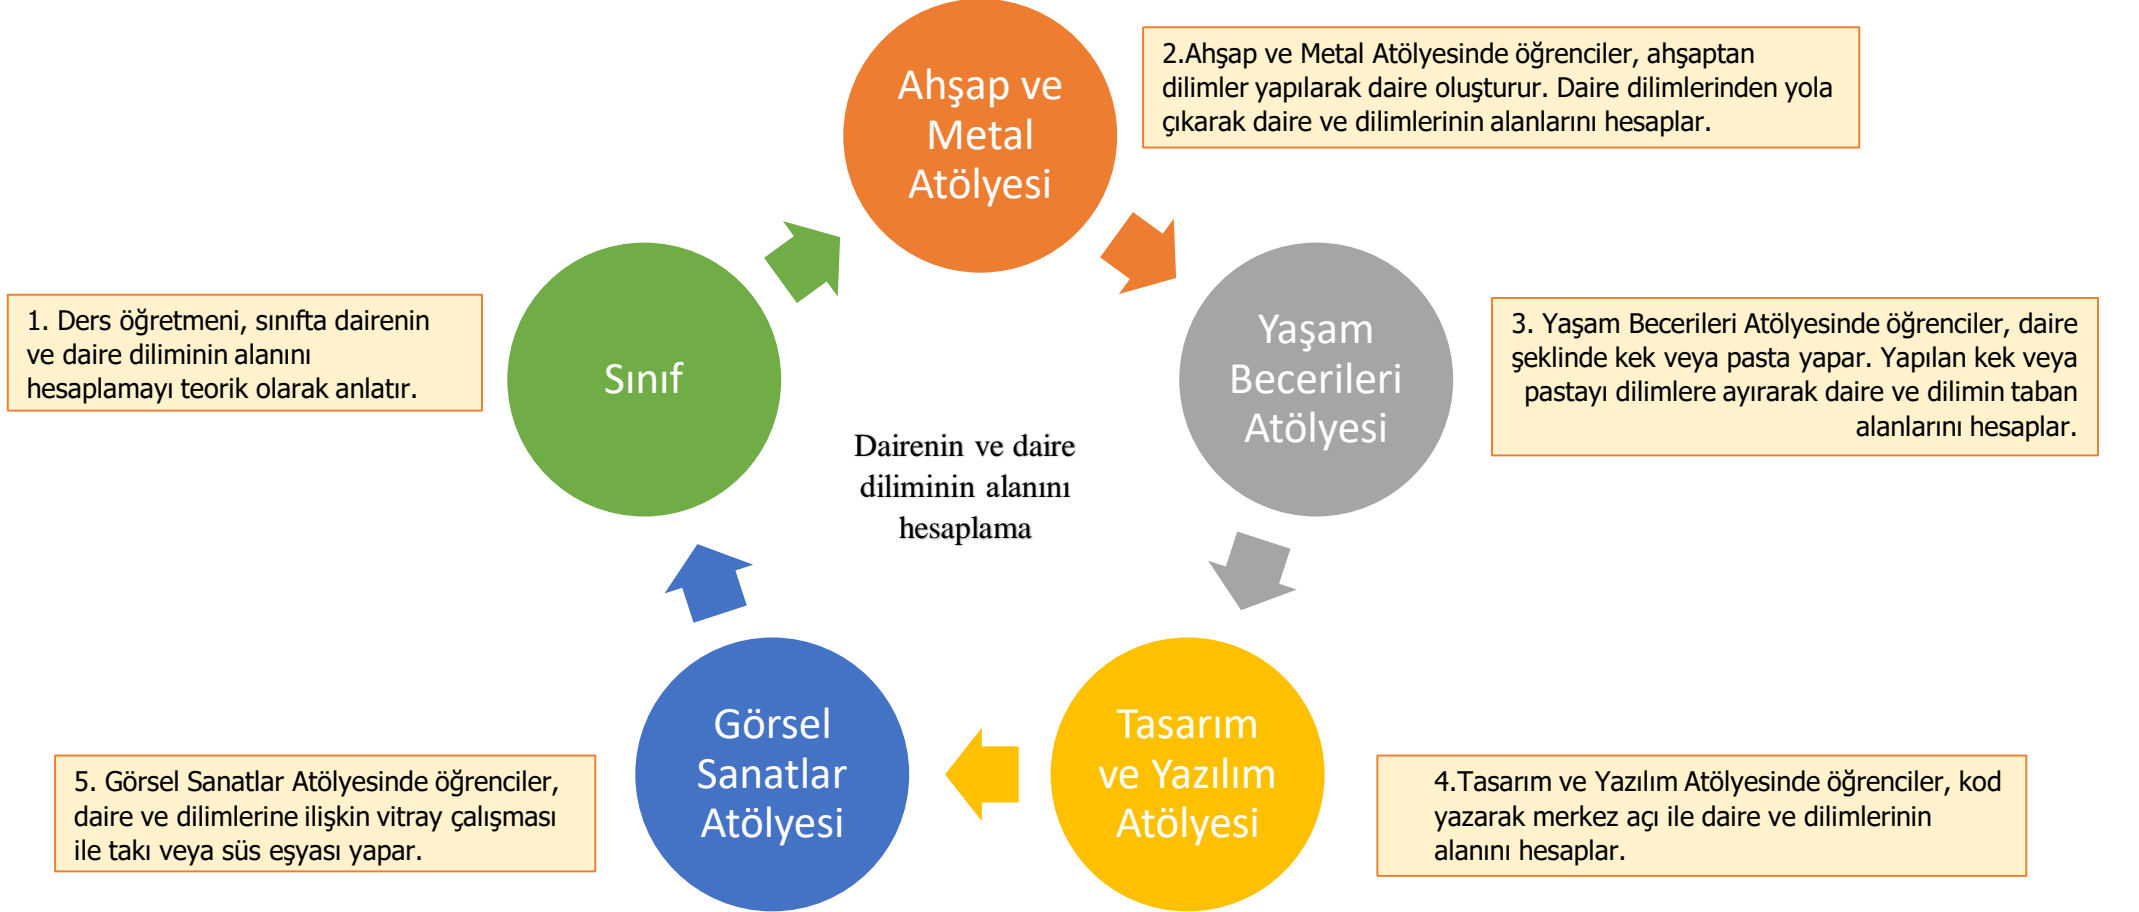 Ahşap ve
Metal
Atölyesi
2.Ahşap ve Metal Atölyesinde öğrenciler, ahşaptan
dilimler yapılarak daire oluşturur. Daire dilimlerinden yola
çıkarak daire ve dilimlerinin alanlarını hesaplar.
1. Ders öğretmeni, sınıfta dairenin
ve daire diliminin alanını
hesaplamayı teorik olarak anlatır.
Sınıf
Yaşam
Becerileri
Atölyesi
3. Yaşam Becerileri Atölyesinde öğrenciler, daire
şeklinde kek veya pasta yapar. Yapılan kek veya
pastayı dilimlere ayırarak daire ve dilimin taban
alanlarını hesaplar.
Dairenin ve daire
diliminin alanını
hesaplama
5. Görsel Sanatlar Atölyesinde öğrenciler,
daire ve dilimlerine ilişkin vitray çalışması
ile takı veya süs eşyası yapar.
Görsel
Sanatlar
Atölyesi
Tasarım
ve Yazılım
Atölyesi
4.Tasarım ve Yazılım Atölyesinde öğrenciler, kod
yazarak merkez açı ile daire ve dilimlerinin
alanını hesaplar.